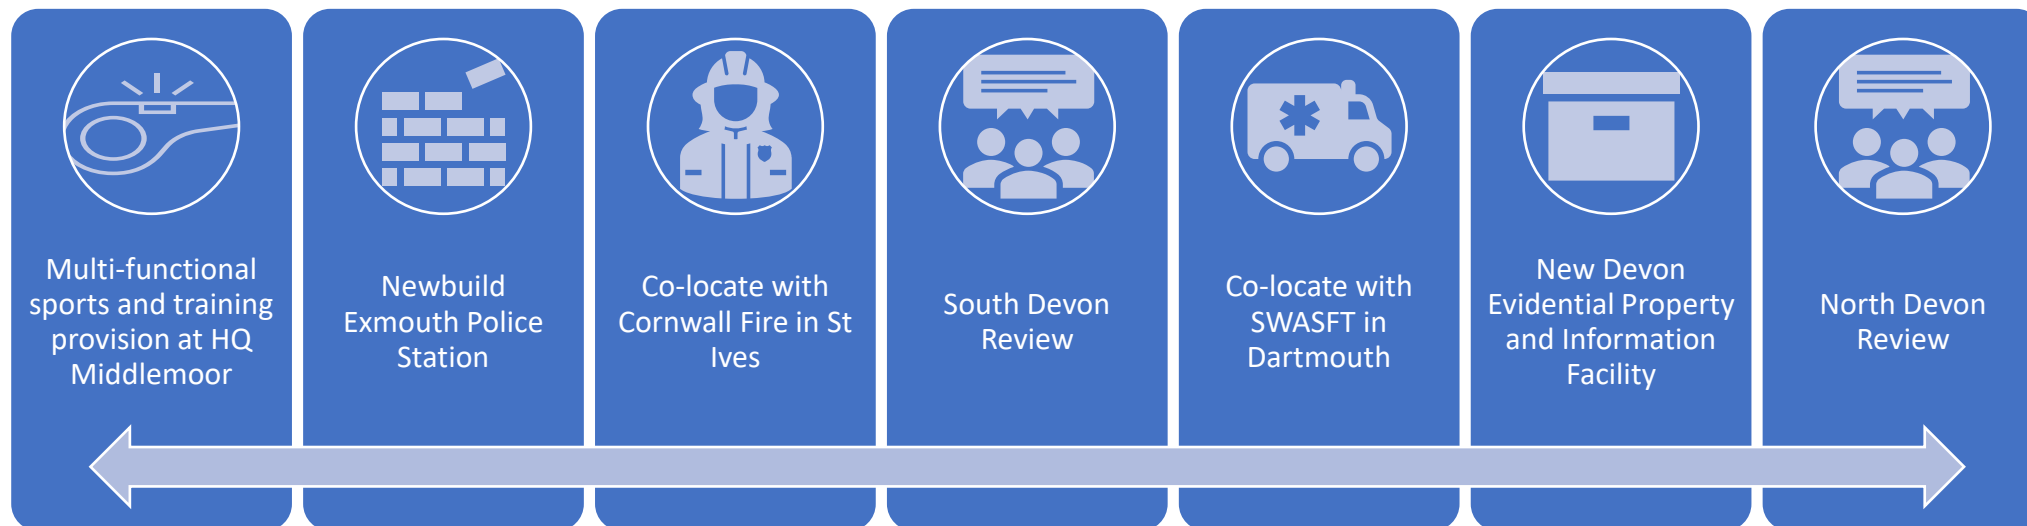 Multi-functional
sports and training
provision at HQ
Middlemoor
Newbuild
Exmouth Police
Station
Co-locate with
Cornwall Fire in St
Ives
South Devon
Review
Co-locate with
SWASFT in
Dartmouth
New Devon
Evidential Property
and Information
Facility
North Devon
Review